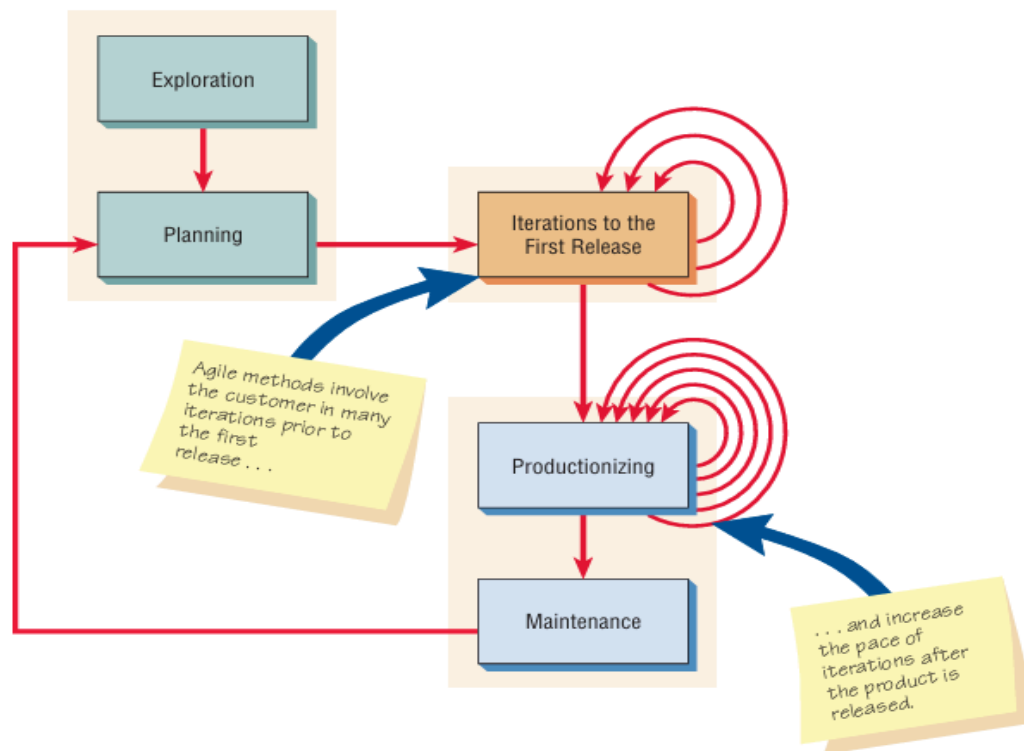 Exploration
Planning
Iterations to the
First Release
Agile methods involve
the customer in many
iterations prior to
the first
release . . .
Productionizing
Maintenance
. . . and increase
the pace of
iterations after
the product is
released.